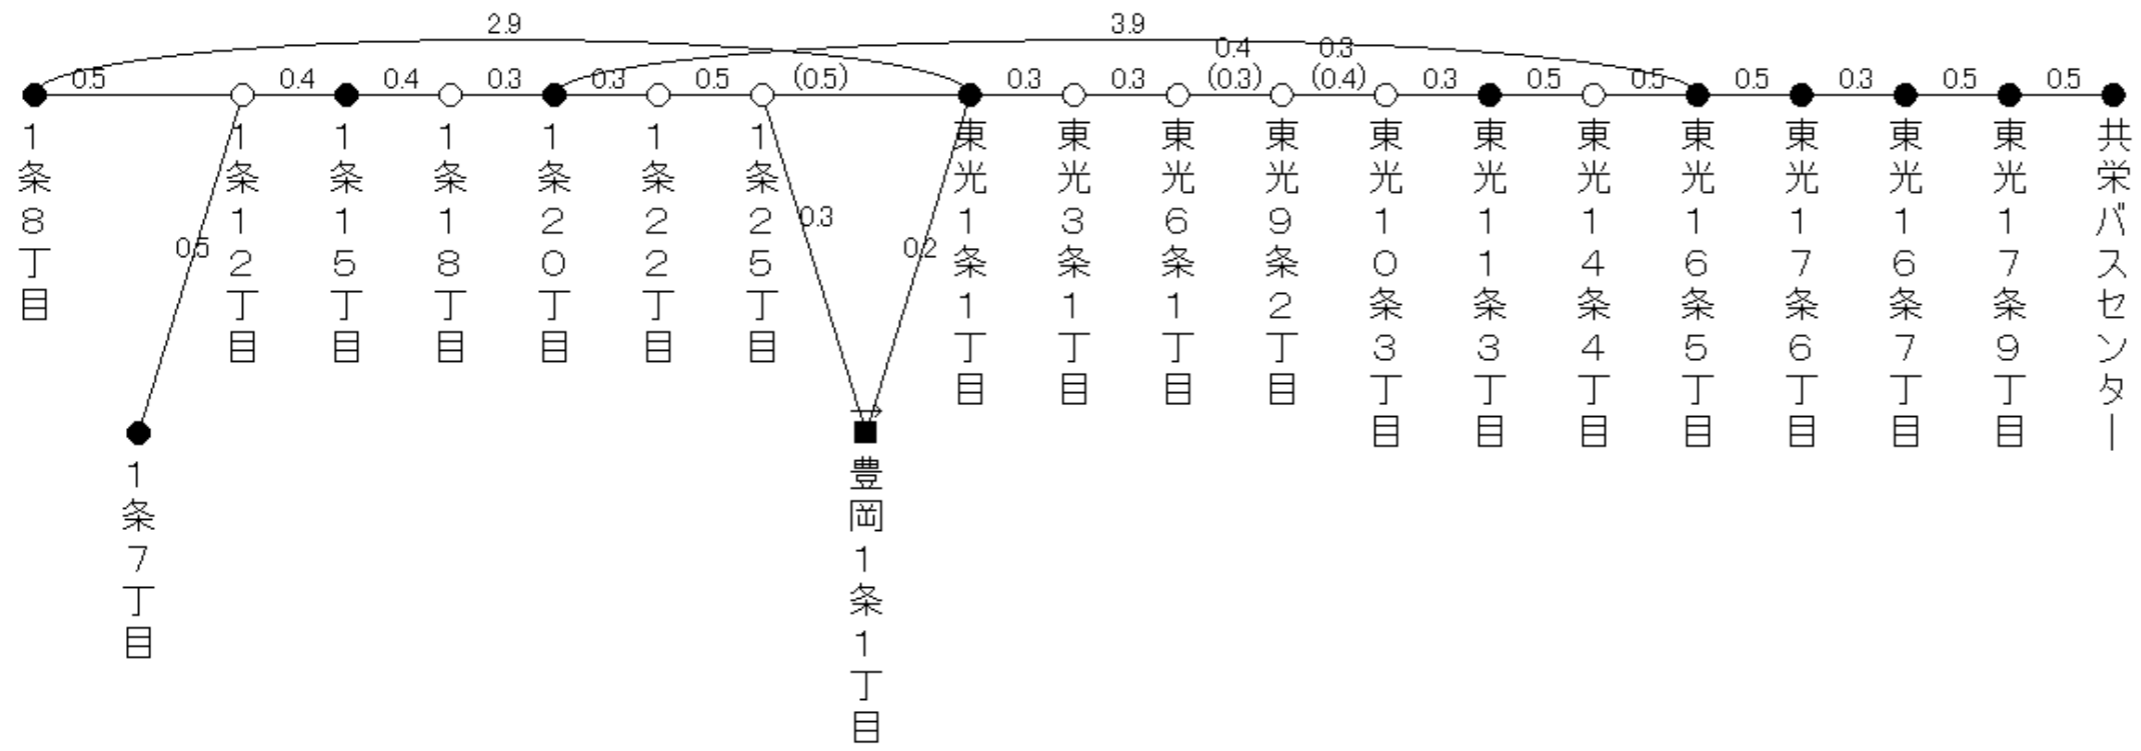 2.9
3.9
0.5
0.4
0.4
0.3
0.3
0.5
(0.5)
0.3
0.3
0.4
(0.3)
0.3
(0.4)
0.3
0.5
0.5
0.5
0.3
0.5
0.5
1条8丁目
1条12丁目
1条15丁目
1条18丁目
1条20丁目
1条22丁目
1条25丁目
東光1条1丁目
東光3条1丁目
東光6条1丁目
東光9条2丁目
東光10条3丁目
東光11条3丁目
東光14条4丁目
東光16条5丁目
東光17条6丁目
東光16条7丁目
東光17条9丁目
共栄バスセンター
0.5
0.3
0.2
→
1条7丁目
豊岡1条1丁目